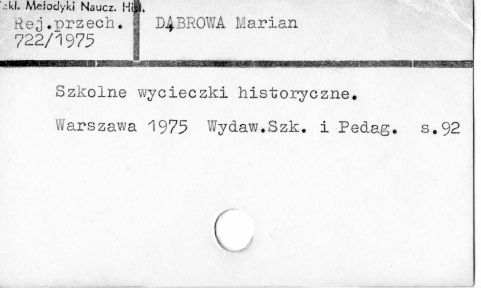 Zakł. Metodyki Naucz. Hist.
Rej.przech. DĄBROWA Marian
722/1975
Szkolne wycieczki historyczne.
Warszawa 1975 Wydaw.Szk. i Pedag. s.92